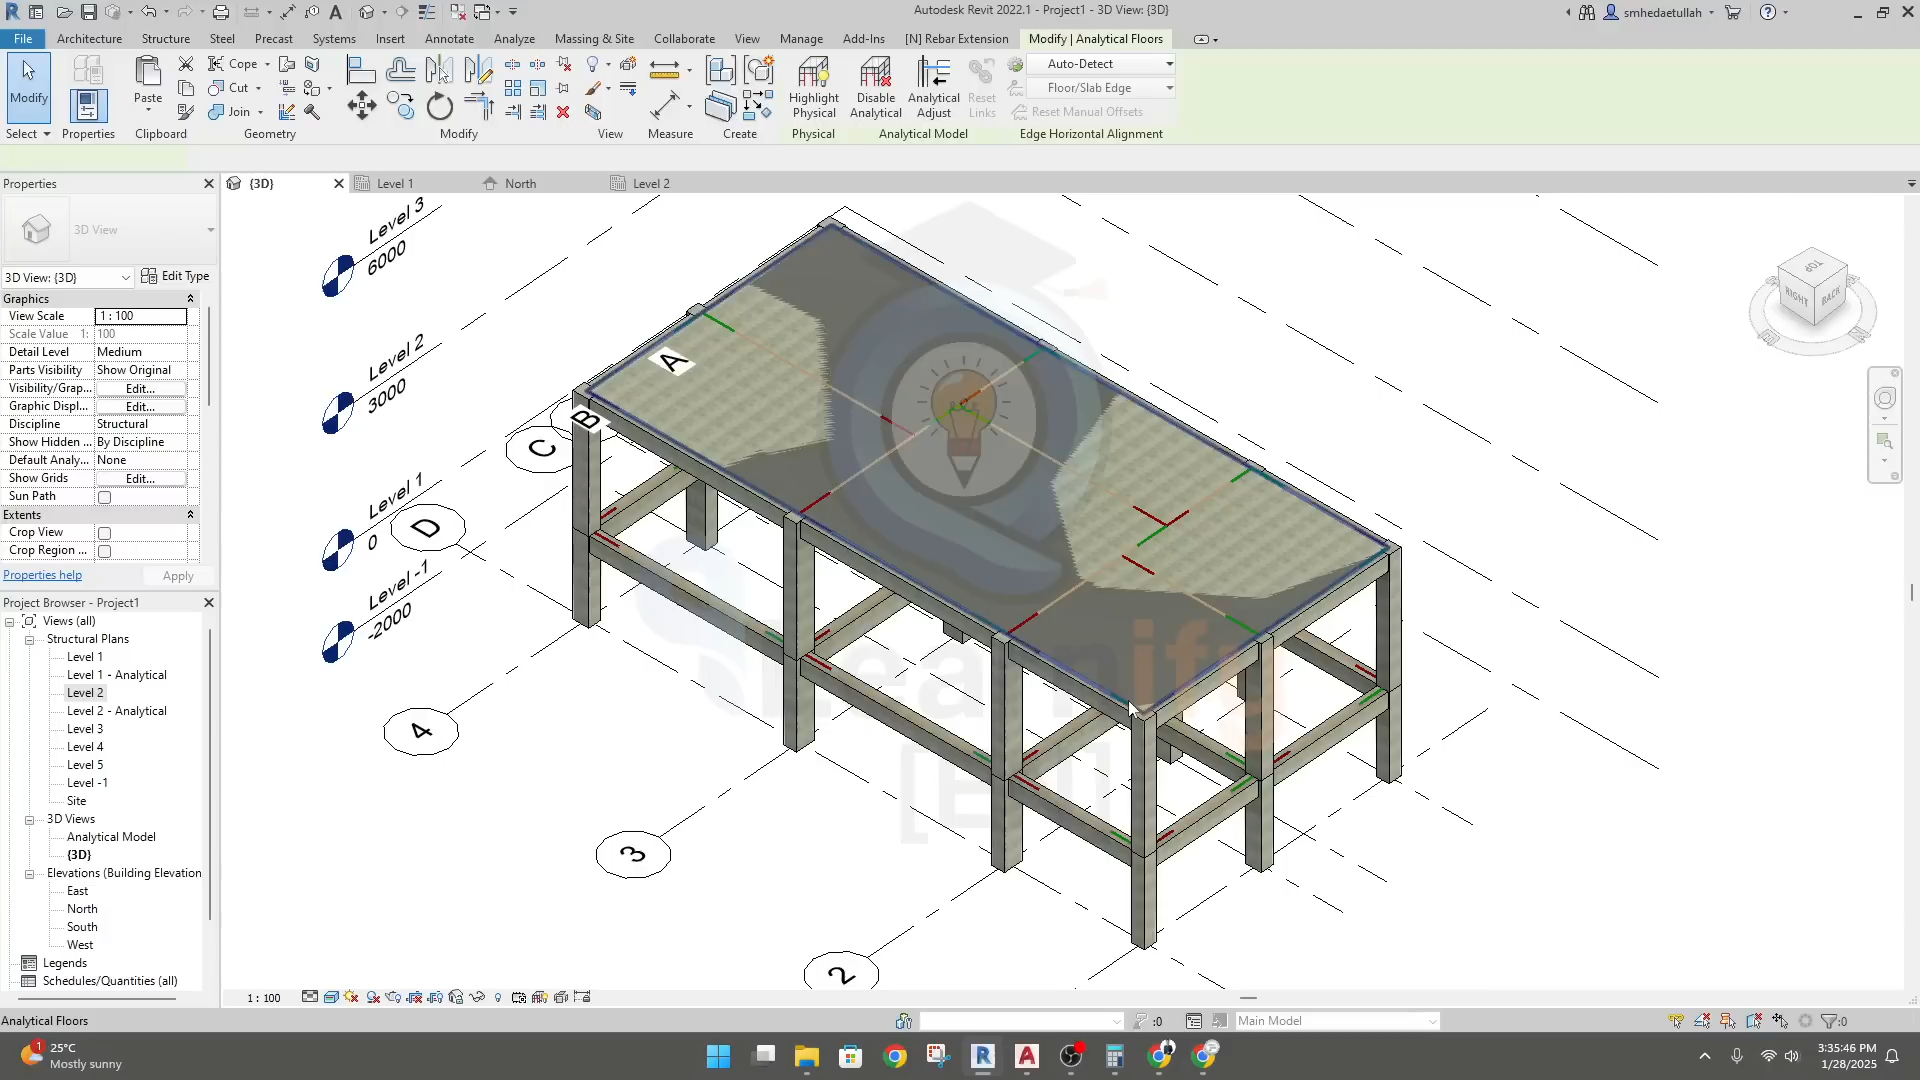 Autodesk Revit 2022.1 - Project1 - 3D View: {3D}
smhedaetullah
File
Architecture
Structure
Steel
Precast
Systems
Insert
Annotate
Analyze
Massing & Site
Collaborate
View
Manage
Add-Ins
[N] Rebar Extension
Modify | Analytical Floors
Modify
Paste
Cope
Cut
Join
Highlight
Physical
Disable
Analytical
Analytical
Adjust
Reset
Links
Auto-Detect
Floor/Slab Edge
Reset Manual Offsets
Select
Properties
Clipboard
Geometry
Modify
View
Measure
Create
Physical
Analytical Model
Edge Horizontal Alignment
Properties
{3D}
Level 1
North
Level 2
3D View
3D View: {3D}
Edit Type
Graphics
View Scale 1 : 100
Scale Value 1: 100
Detail Level Medium
Parts Visibility Show Original
Visibility/Grap... Edit...
Graphic Displ... Edit...
Discipline Structural
Show Hidden ... By Discipline
Default Analy... None
Show Grids Edit...
Sun Path
Extents
Crop View
Crop Region ...
Properties help
Apply
Project Browser - Project1
Views (all)
Structural Plans
Level 1
Level 1 - Analytical
Level 2
Level 2 - Analytical
Level 3
Level 4
Level 5
Level -1
Site
3D Views
Analytical Model
{3D}
Elevations (Building Elevation
East
North
South
West
Legends
Schedules/Quantities (all)
Level 3
6000
Level 2
3000
Level 1
0
Level -1
-2000
A
B
C
D
4
3
2
TOP
RIGHT
BACK
Learnify
1 : 100
Analytical Floors
:0
Main Model
:0
1
25°C
Mostly sunny
3:35:46 PM
1/28/2025